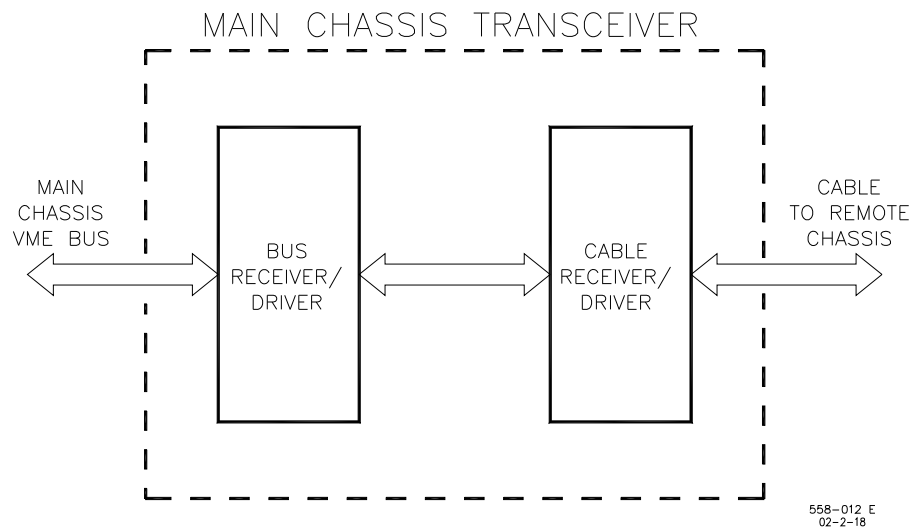 MAIN CHASSIS TRANSCEIVER
MAIN
CHASSIS
VME BUS
BUS
RECEIVER/
DRIVER
CABLE
RECEIVER/
DRIVER
CABLE
TO REMOTE
CHASSIS
558-012 E
02-2-18